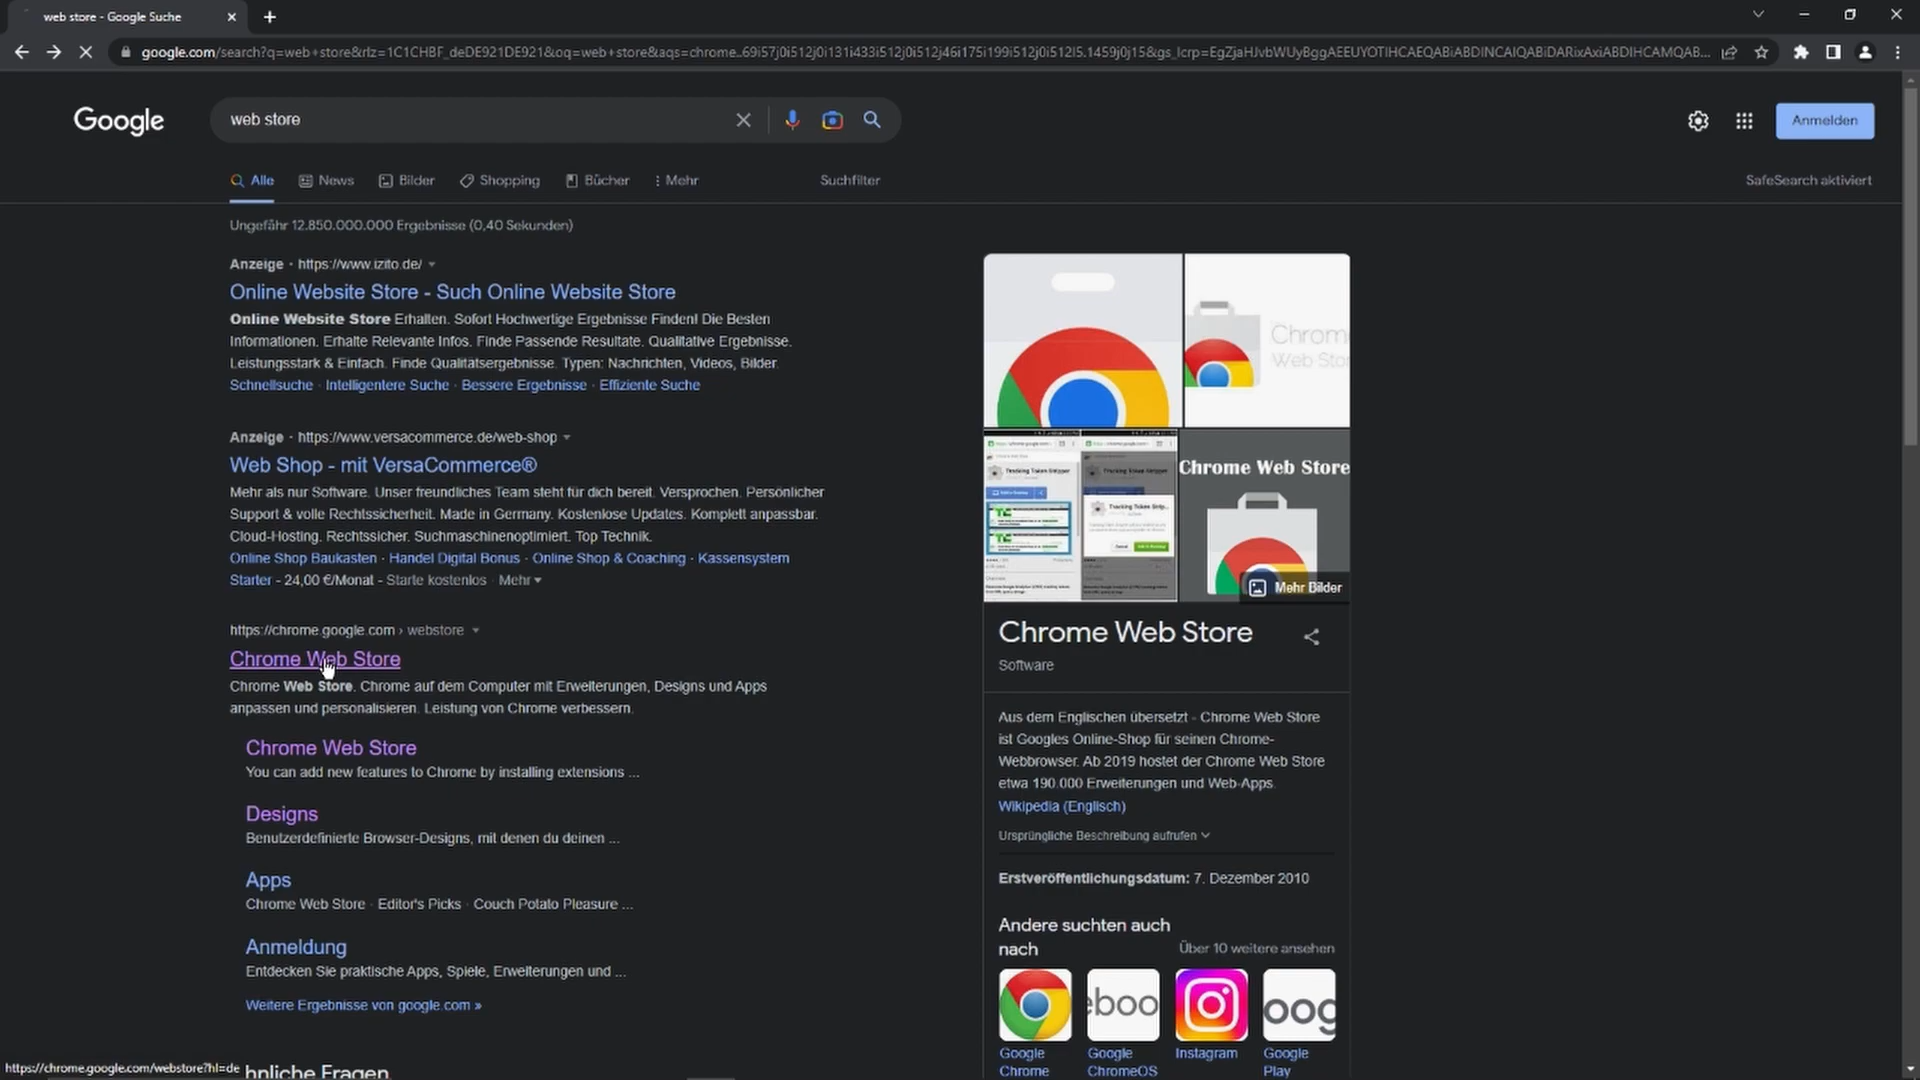 web store - Google Suche
google.com/search?q=web+store&rlz=1C1CHBF_deDE921DE921&oq=web+store&aqs=chrome..69i57j0i512j0i131i433i512j0i512j46i175i199i512j0i512l5.1459j0j15&gs_lcrp=EgZjaHJvbWUyBggAEEUYOTIHCAEQABiABDINCAIQABiDARixAxiABDIHCAMQAB...
Google
web store
Anmelden
Alle
News
Bilder
Shopping
Bücher
Mehr
Suchfilter
SafeSearch aktiviert
Ungefähr 12.850.000.000 Ergebnisse (0,40 Sekunden)
Anzeige · https://www.izito.de/
Online Website Store - Such Online Website Store
Online Website Store Erhalten. Sofort Hochwertige Ergebnisse Finden! Die Besten
Informationen. Erhalte Relevante Infos. Finde Passende Resultate. Qualitative Ergebnisse.
Leistungsstark & Einfach. Finde Qualitätsergebnisse. Typen: Nachrichten, Videos, Bilder.
Schnellsuche · Intelligentere Suche · Bessere Ergebnisse · Effiziente Suche
Anzeige · https://www.versacommerce.de/web-shop
Web Shop - mit VersaCommerce®
Mehr als nur Software. Unser freundliches Team steht für dich bereit. Versprochen. Persönlicher
Support & volle Rechtssicherheit. Made in Germany. Kostenlose Updates. Komplett anpassbar.
Cloud-Hosting. Rechtssicher. Suchmaschinenoptimiert. Top Technik.
Online Shop Baukasten · Handel Digital Bonus · Online Shop & Coaching · Kassensystem
Starter - 24,00 €/Monat - Starte kostenlos · Mehr
https://chrome.google.com › webstore
Chrome Web Store
Chrome Web Store. Chrome auf dem Computer mit Erweiterungen, Designs und Apps
anpassen und personalisieren. Leistung von Chrome verbessern.
Chrome Web Store
You can add new features to Chrome by installing extensions ...
Designs
Benutzerdefinierte Browser-Designs, mit denen du deinen ...
Apps
Chrome Web Store · Editor's Picks · Couch Potato Pleasure ...
Anmeldung
Entdecken Sie praktische Apps, Spiele, Erweiterungen und ...
Weitere Ergebnisse von google.com »
hnliche Fragen
https://chrome.google.com/webstore?hl=de
Chrom
Web Stor
Tracking Token Stripper
Tracking Token Strip...
Chrome Web Store
Mehr Bilder
Chrome Web Store
Software
Aus dem Englischen übersetzt - Chrome Web Store
ist Googles Online-Shop für seinen Chrome-
Webbrowser. Ab 2019 hostet der Chrome Web Store
etwa 190.000 Erweiterungen und Web-Apps.
Wikipedia (Englisch)
Ursprüngliche Beschreibung aufrufen
Erstveröffentlichungsdatum: 7. Dezember 2010
Andere suchten auch
nach
Über 10 weitere ansehen
eboo
oog
Google
Chrome
Google
ChromeOS
Instagram
Google
Play